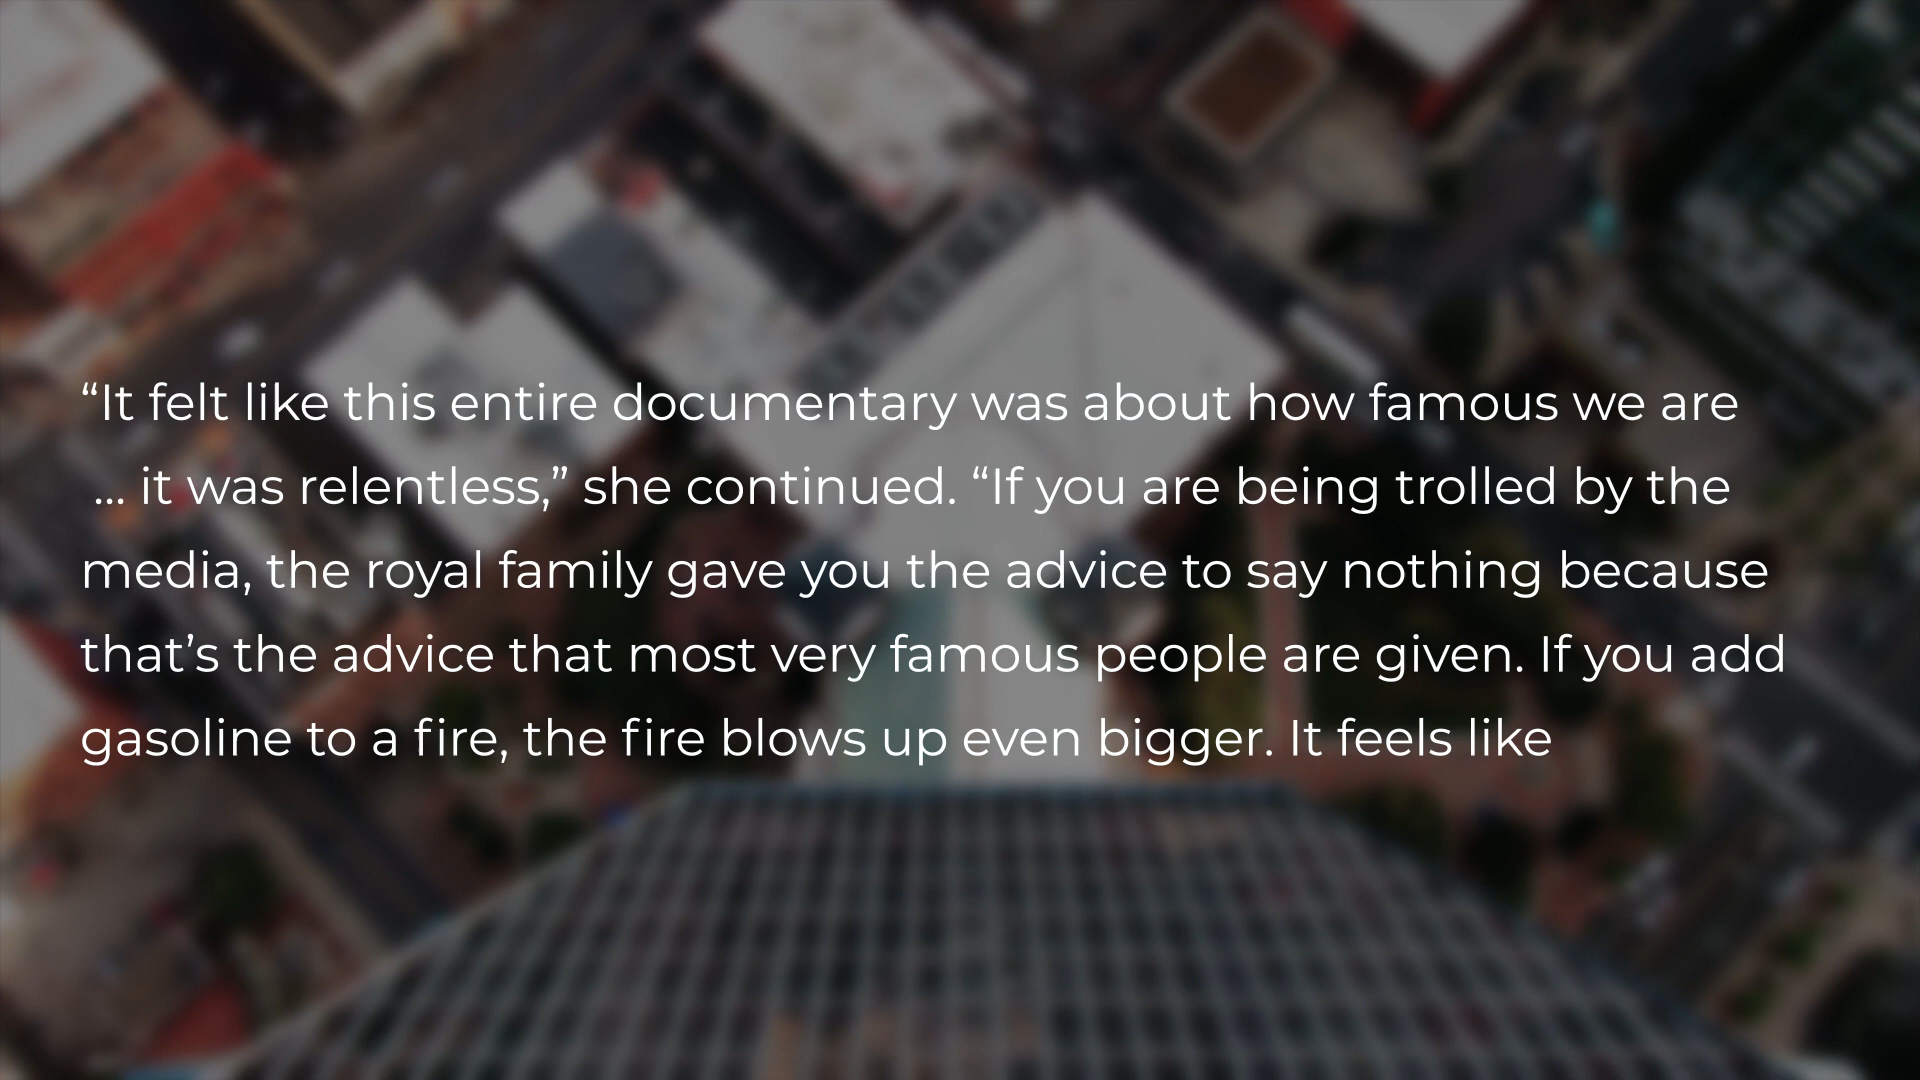 “It felt like this entire documentary was about how famous we are
… it was relentless,” she continued. “If you are being trolled by the
media, the royal family gave you the advice to say nothing because
that’s the advice that most very famous people are given. If you add
gasoline to a fire, the fire blows up even bigger. It feels like